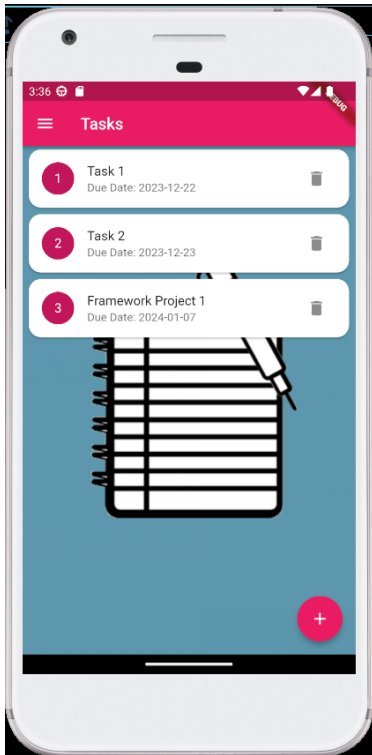 3:36
DEBUG
Tasks
1
Task 1
Due Date: 2023-12-22
2
Task 2
Due Date: 2023-12-23
3
Framework Project 1
Due Date: 2024-01-07
+